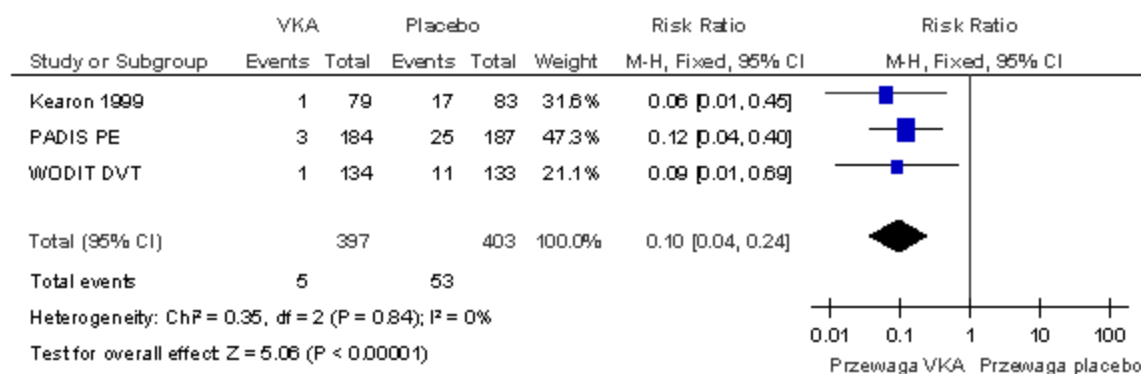 VKA Placebo Risk Ratio Risk Ratio
Study or Subgroup Events Total Events Total Weight M-H, Fixed, 95% CI M-H, Fixed, 95% CI
Kearon 1999 1 79 17 83 31.6% 0.06 [0.01, 0.45]
PADIS PE 3 184 25 187 47.3% 0.12 [0.04, 0.40]
WODIT DVT 1 134 11 133 21.1% 0.09 [0.01, 0.69]
Total (95% CI) 397 403 100.0% 0.10 [0.04, 0.24]
Total events 5 53
Heterogeneity: Chi² = 0.35, df = 2 (P = 0.84); I² = 0%
Test for overall effect: Z = 5.06 (P < 0.00001)
0.01 0.1 1 10 100
Przewaga VKA Przewaga placebo